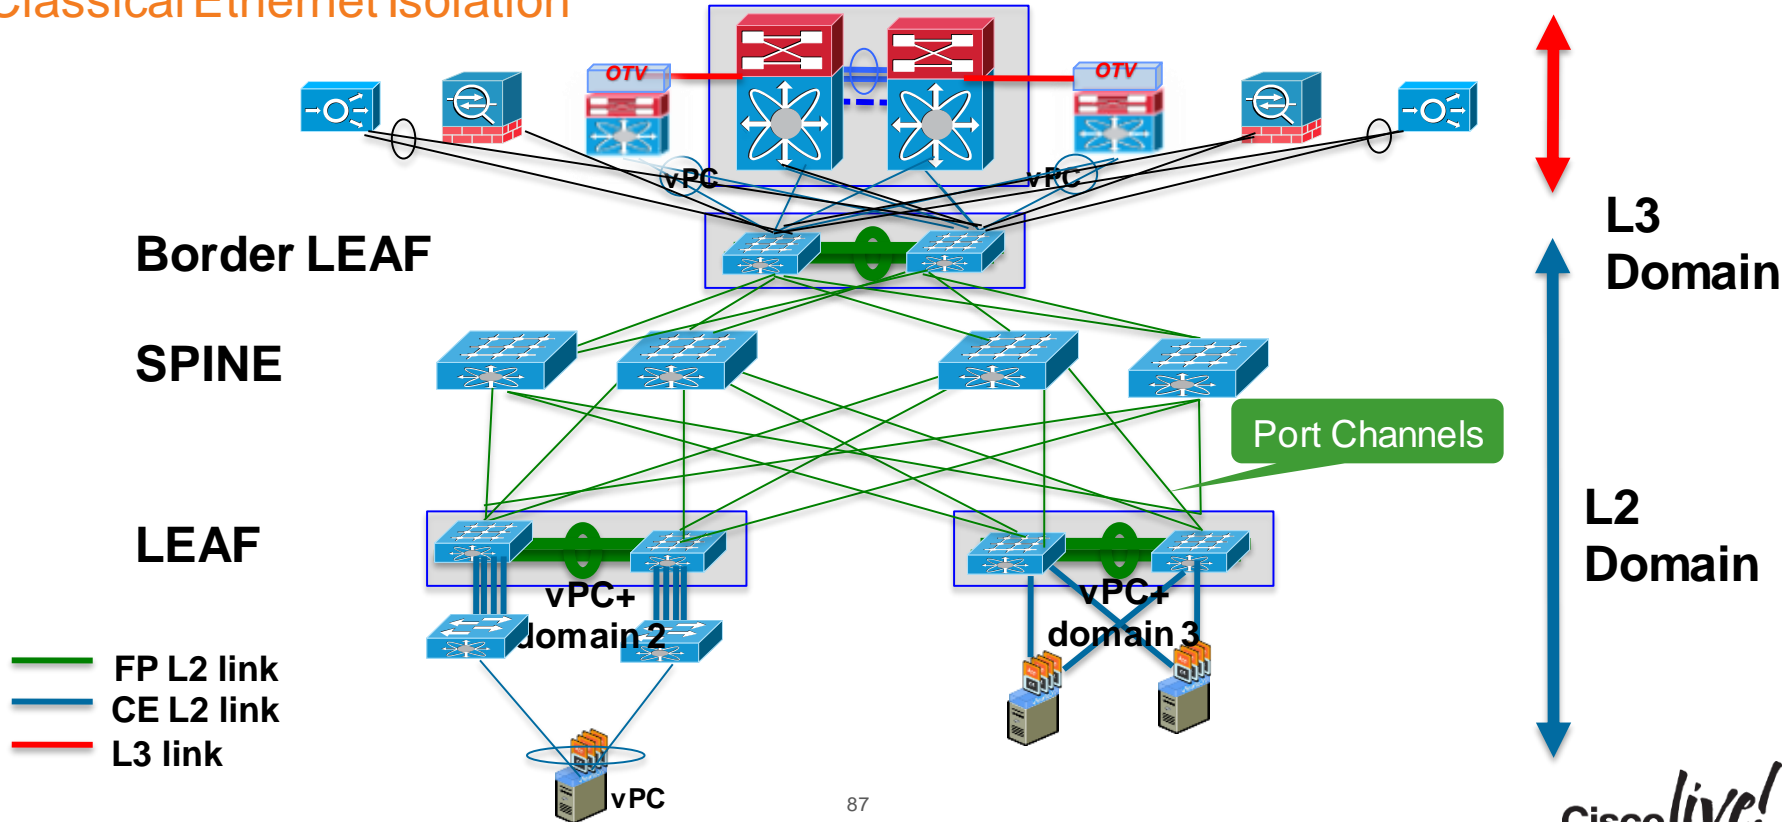 Classical Ethernet Isolation
OTV
OTV
vPC
vPC
L3
Domain
Border LEAF
SPINE
Port Channels
L2
Domain
LEAF
vPC+
domain 2
vPC+
domain 3
FP L2 link
CE L2 link
L3 link
vPC
87
Cisco live!